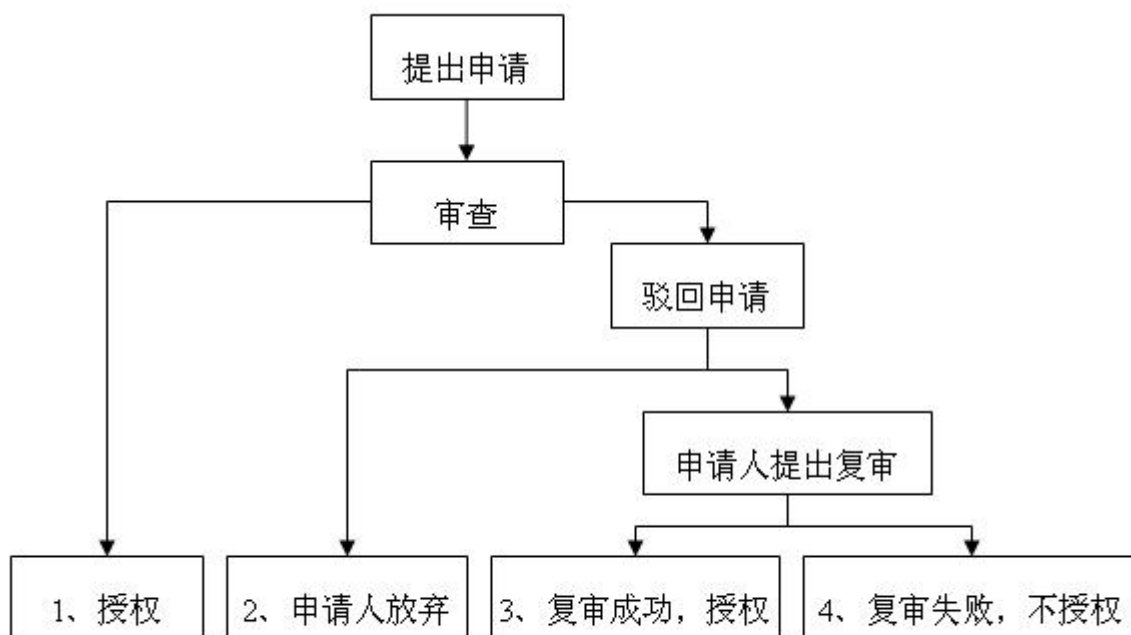 提出申请
审查
驳回申请
申请人提出复审
1、授权
2、申请人放弃
3、复审成功，授权
4、复审失败，不授权